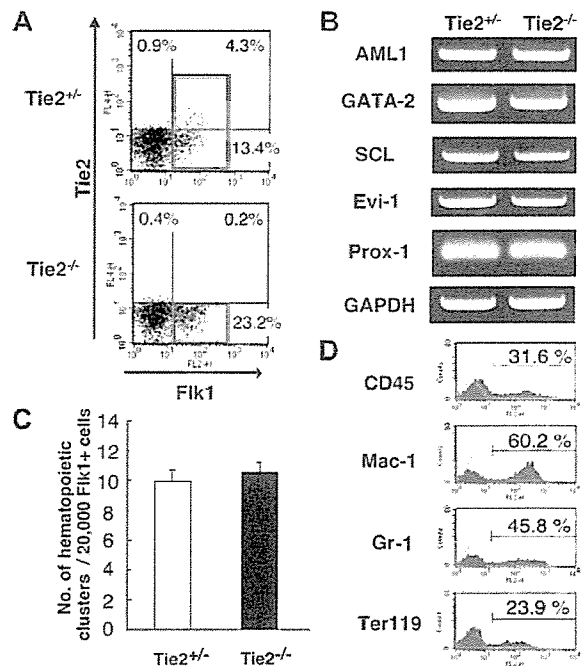 A
Tie2+/-
Tie2-/-
Tie2
0.9%
4.3%
13.4%
0.4%
0.2%
23.2%
FL2-H
Flk1
B
Tie2+/-
Tie2-/-
AML1
GATA-2
SCL
Evi-1
Prox-1
GAPDH
C
No. of hematopoietic
clusters / 20,000 Flk1+ cells
14
12
10
8
6
4
2
0
Tie2+/-
Tie2-/-
D
CD45
31.6 %
Mac-1
60.2 %
Gr-1
45.8 %
Ter119
23.9 %